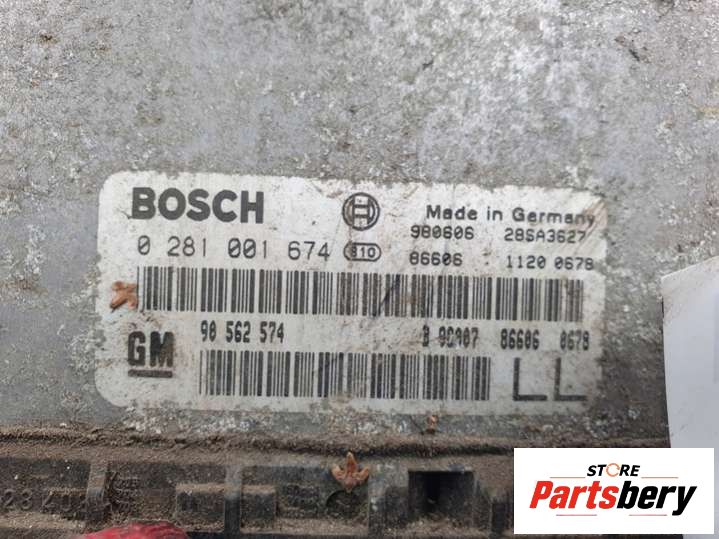 BOSCH
Made in Germany
980606 28SA3627
0 281 001 674 S10
86606 1120 0678
GM 90 562 574
86606 0678
LL
STORE
Partsbery